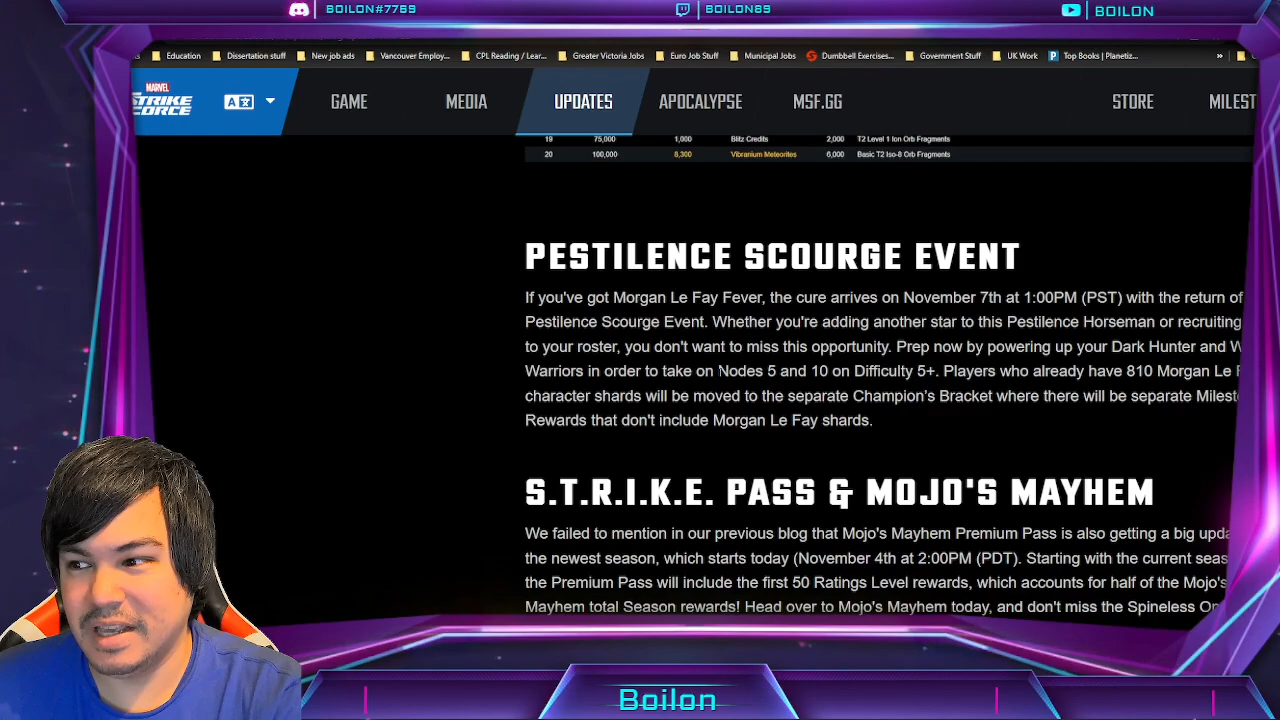 BOILON#7769
BOILON89
BOILON
Education
Dissertation stuff
New job ads
Vancouver Employ...
CPL Reading / Lear...
Greater Victoria Jobs
Euro Job Stuff
Municipal Jobs
Dumbbell Exercises...
Government Stuff
UK Work
Top Books | Planetiz...
»
MARVEL
STRIKE
FORCE
GAME
MEDIA
UPDATES
APOCALYPSE
MSF.GG
STORE
MILEST
19 75,000 1,000 Blitz Credits 2,000 T2 Level 1 Ion Orb Fragments
20 100,000 8,300 Vibranium Meteorites 6,000 Basic T2 Iso-8 Orb Fragments
PESTILENCE SCOURGE EVENT
If you've got Morgan Le Fay Fever, the cure arrives on November 7th at 1:00PM (PST) with the return of
Pestilence Scourge Event. Whether you're adding another star to this Pestilence Horseman or recruiting
to your roster, you don't want to miss this opportunity. Prep now by powering up your Dark Hunter and W
Warriors in order to take on Nodes 5 and 10 on Difficulty 5+. Players who already have 810 Morgan Le F
character shards will be moved to the separate Champion's Bracket where there will be separate Milest
Rewards that don't include Morgan Le Fay shards.
S.T.R.I.K.E. PASS & MOJO'S MAYHEM
We failed to mention in our previous blog that Mojo's Mayhem Premium Pass is also getting a big upda
the newest season, which starts today (November 4th at 2:00PM (PDT). Starting with the current seas
the Premium Pass will include the first 50 Ratings Level rewards, which accounts for half of the Mojo's
Mayhem total Season rewards! Head over to Mojo's Mayhem today, and don't miss the Spineless Or
Boilon